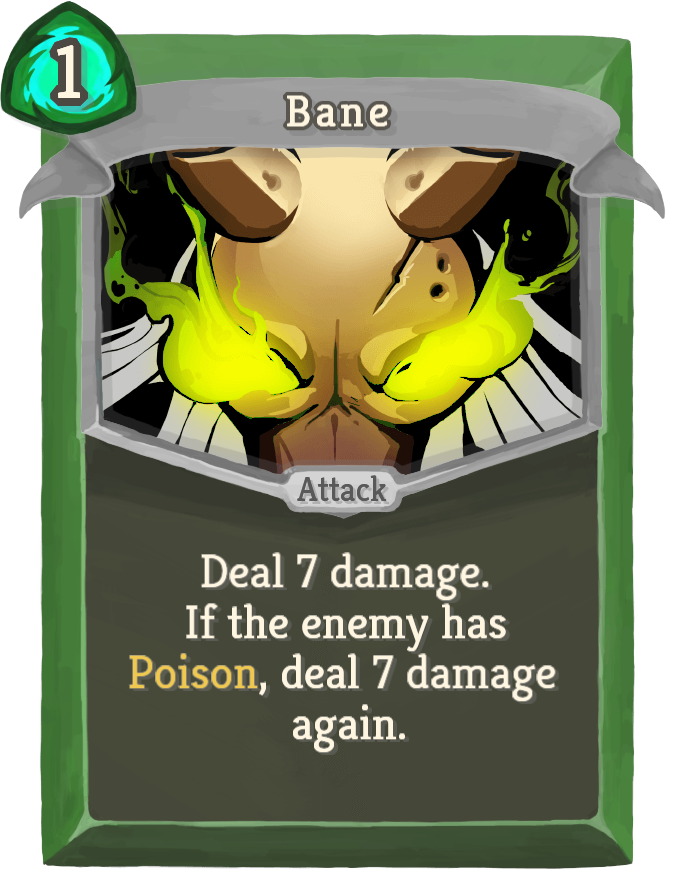 1
Bane
Attack
Deal 7 damage.
If the enemy has
Poison, deal 7 damage
again.